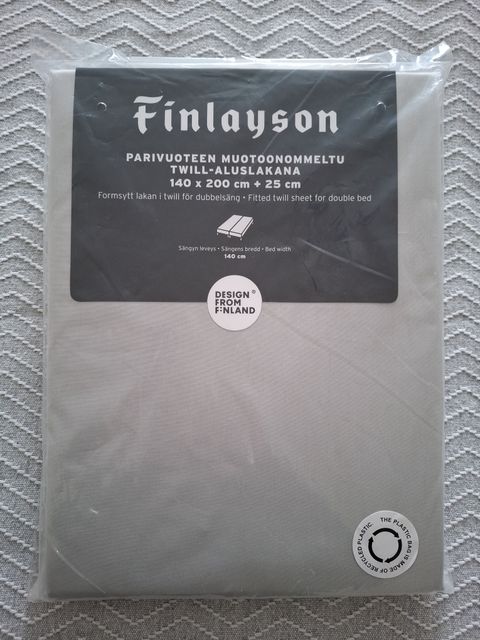 Finlayson
PARIVUOTEEN MUOTOONOMMELTU
TWILL-ALUSLAKANA
140 x 200 cm + 25 cm
Formsytt lakan i twill för dubbelsäng • Fitted twill sheet for double bed
Sängyn leveys • Sängens bredd • Bed width
140 cm
DESIGN ®
FROM
FINLAND
THE PLASTIC BAG IS MADE OF RECYCLED PLASTIC.